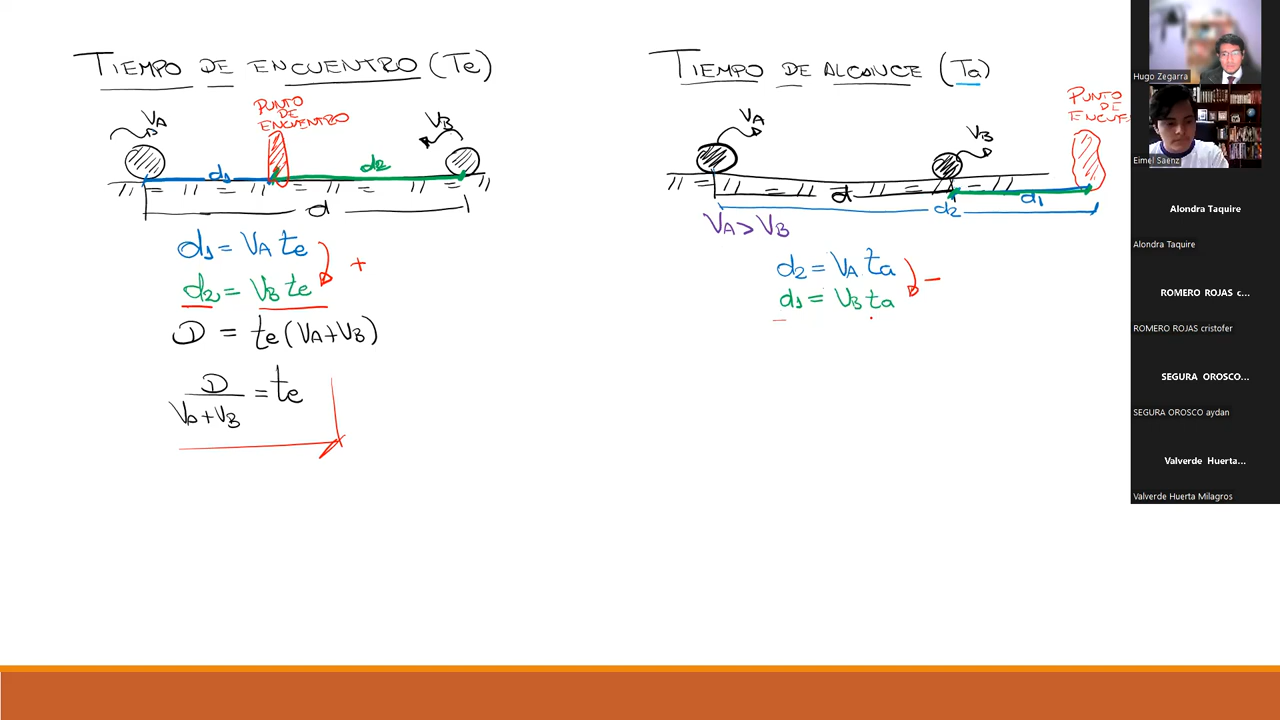 TIEMPO DE ENCUENTRO (Te)
VA
PUNTO
DE
ENCUENTRO
VB
d1
d2
d
d1 = VA te
d2 = VB te
+
D = te (VA+VB)
D
VA+VB
= te
TIEMPO DE ALCANCE (Ta)
VA
VB
PUNTO
DE
ENCUE
d
d2
d1
VA > VB
d2 = VA ta
d1 = VB ta
−
Hugo Zegarra
Eimel Saenz
Alondra Taquire
Alondra Taquire
ROMERO ROJAS c...
ROMERO ROJAS cristofer
SEGURA OROSCO...
SEGURA OROSCO aydan
Valverde Huerta...
Valverde Huerta Milagros